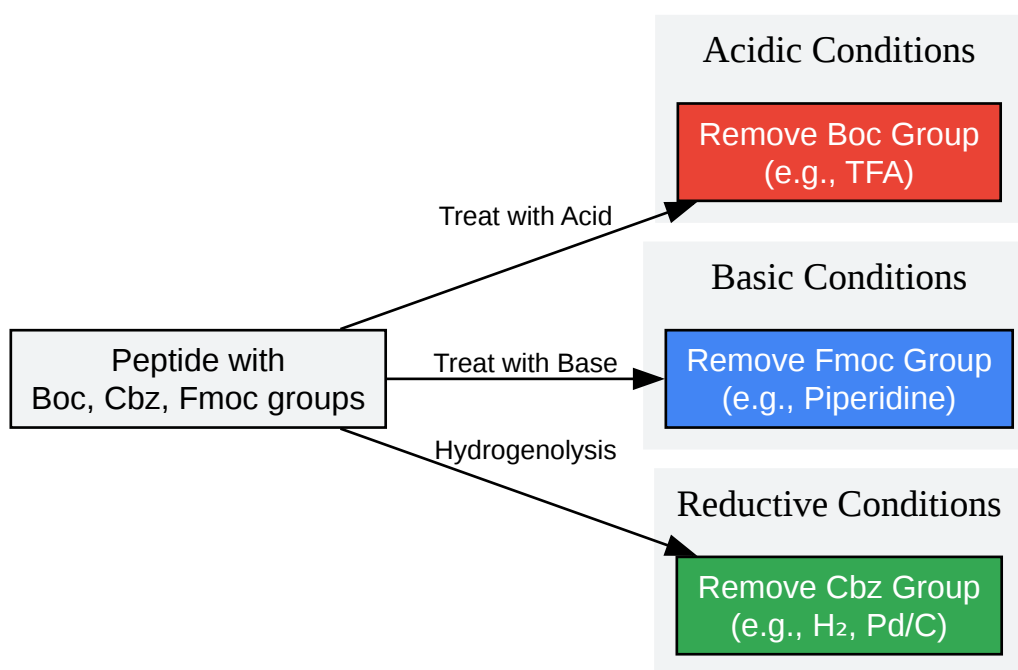 Acidic Conditions
Remove Boc Group
(e.g., TFA)
Treat with Acid
Basic Conditions
Peptide with
Boc, Cbz, Fmoc groups
Treat with Base
Remove Fmoc Group
(e.g., Piperidine)
Hydrogenolysis
Reductive Conditions
Remove Cbz Group
(e.g., H₂, Pd/C)